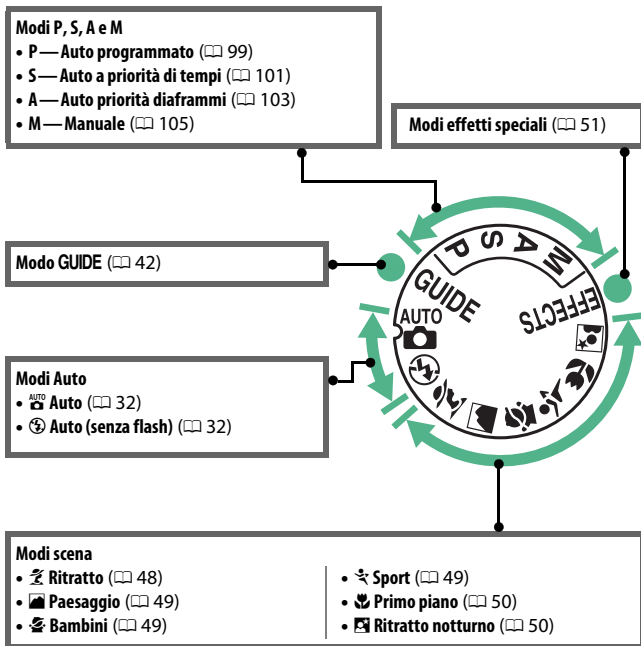 Modi P, S, A e M
• P—Auto programmato (📖 99)
• S—Auto a priorità di tempi (📖 101)
• A—Auto priorità diaframmi (📖 103)
• M—Manuale (📖 105)
Modi effetti speciali (📖 51)
Modo GUIDE (📖 42)
P S A M
GUIDE
EFFECTS
AUTO
Modi Auto
• AUTO Auto (📖 32)
• Auto (senza flash) (📖 32)
Modi scena
• Ritratto (📖 48)
• Paesaggio (📖 49)
• Bambini (📖 49)
• Sport (📖 49)
• Primo piano (📖 50)
• Ritratto notturno (📖 50)